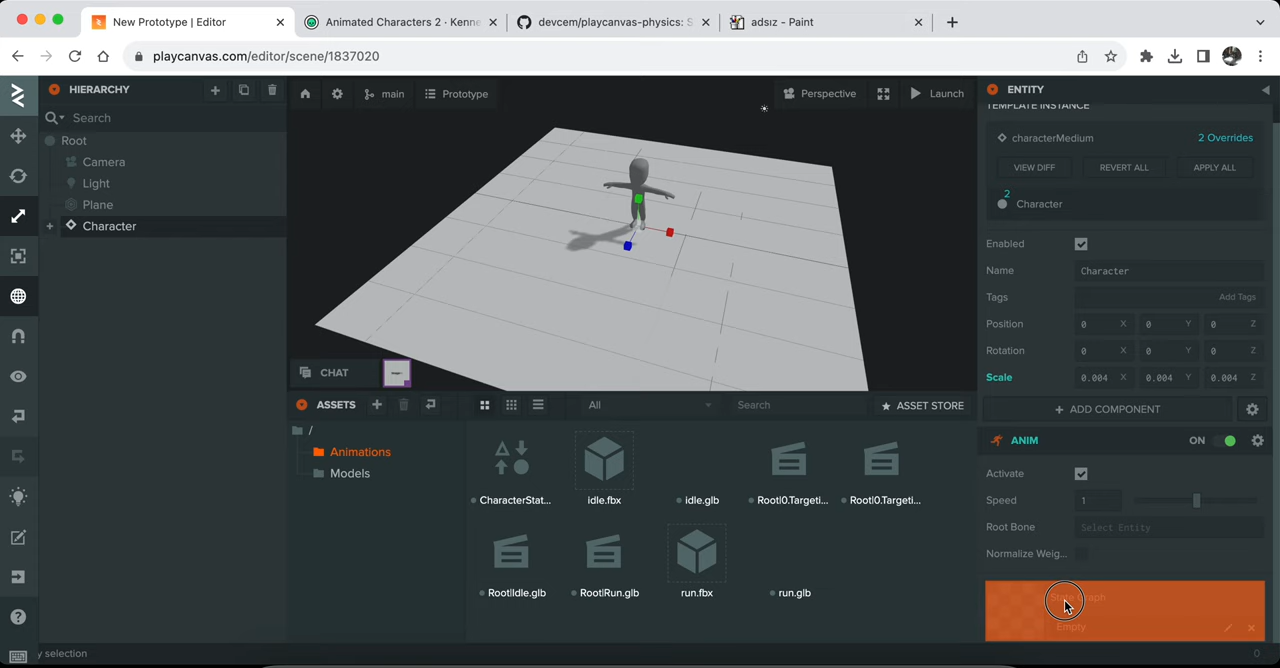 New Prototype | Editor
Animated Characters 2 · Kenne
devcem/playcanvas-physics: S
adsız - Paint
playcanvas.com/editor/scene/1837020
HIERARCHY
Search
Root
Camera
Light
Plane
Character
main
Prototype
Perspective
Launch
CHAT
ASSETS
All
Search
ASSET STORE
/
Animations
Models
CharacterStat...
idle.fbx
idle.glb
Root|0.Targeti...
Root|0.Targeti...
Root|Idle.glb
Root|Run.glb
run.fbx
run.glb
ENTITY
TEMPLATE INSTANCE
characterMedium
2 Overrides
VIEW DIFF
REVERT ALL
APPLY ALL
2
Character
Enabled
Name
Character
Tags
Add Tags
Position
0 X 0 Y 0 Z
Rotation
0 X 0 Y 0 Z
Scale
0.004 X 0.004 Y 0.004 Z
ADD COMPONENT
ANIM
ON
Activate
Speed
1
Root Bone
Select Entity
Normalize Weig...
State Graph
Empty
y selection
0